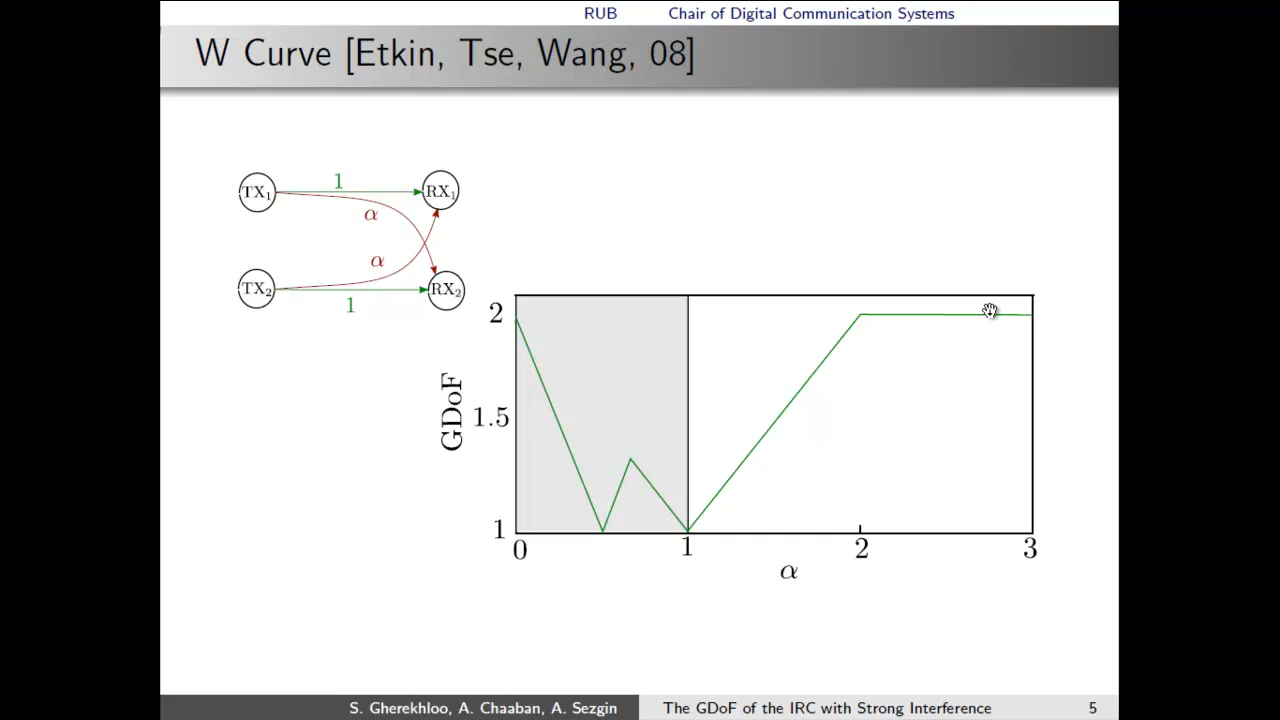 RUB Chair of Digital Communication Systems
W Curve [Etkin, Tse, Wang, 08]
TX₁ 1 RX₁
α
α
TX₂ 1 RX₂
2
1.5
1
GDoF
0 1 2 3
α
S. Gherekhloo, A. Chaaban, A. Sezgin The GDoF of the IRC with Strong Interference 5